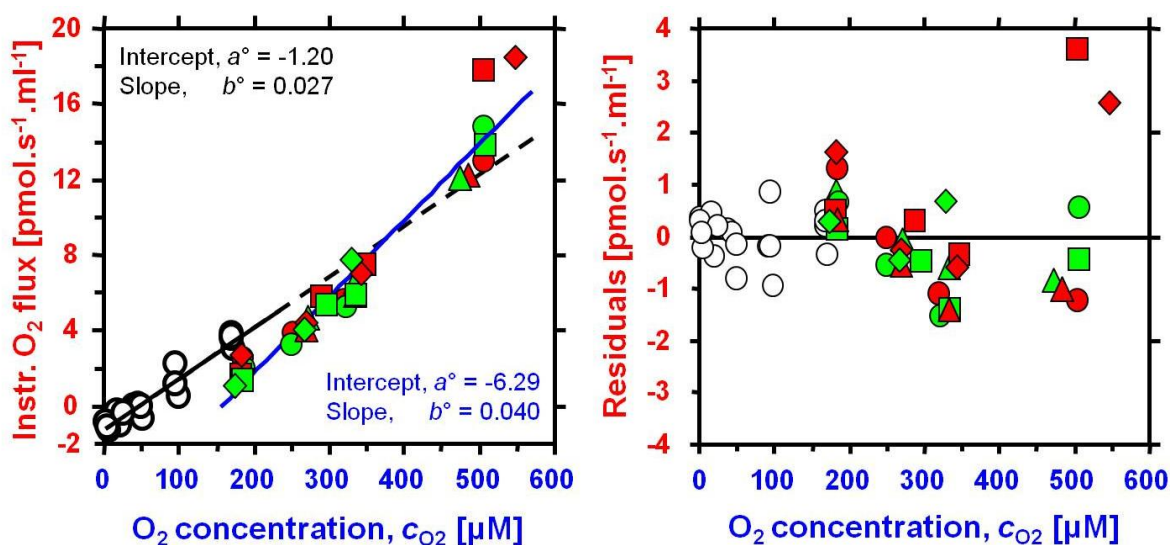 Instr. O₂ flux [pmol.s⁻¹.ml⁻¹]
20
16
12
8
4
0
-2
-4
Intercept, a° = -1.20
Slope, b° = 0.027
Intercept, a° = -6.29
Slope, b° = 0.040
0 100 200 300 400 500 600
O₂ concentration, cO2 [µM]
Residuals [pmol.s⁻¹.ml⁻¹]
4
3
2
1
0
-1
-2
-3
-4
0 100 200 300 400 500 600
O₂ concentration, cO2 [µM]